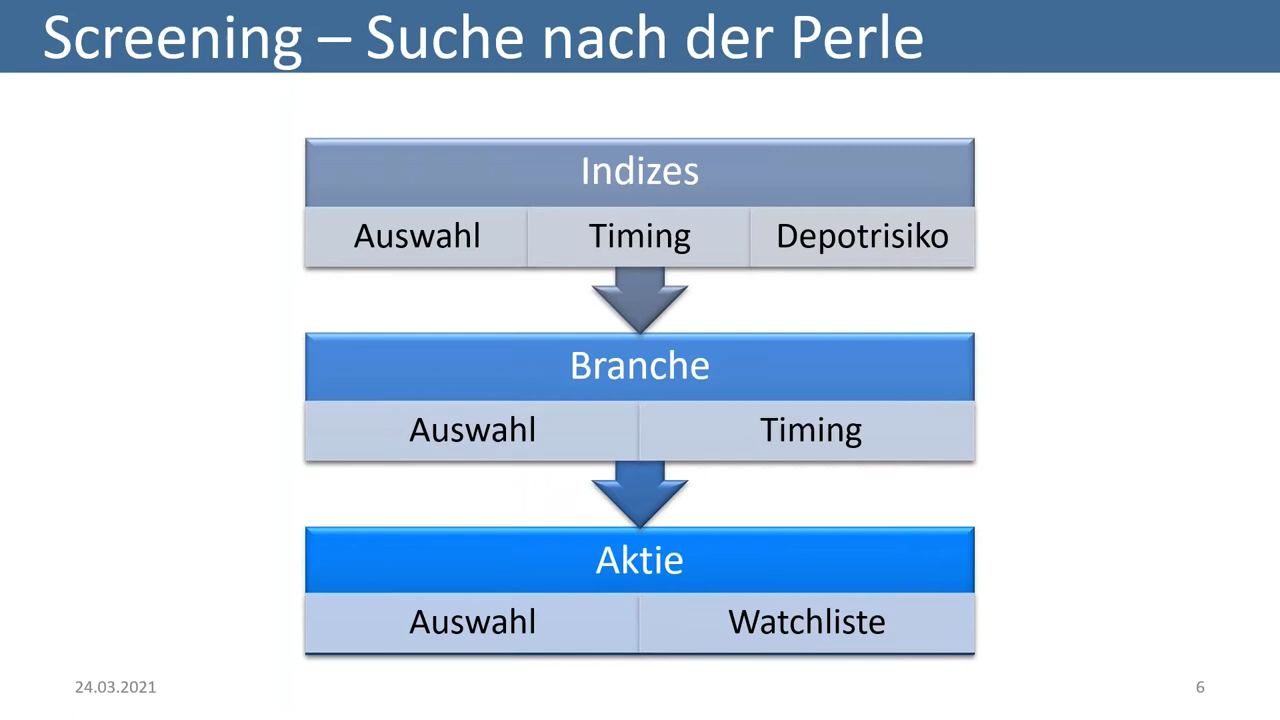 Screening – Suche nach der Perle
Indizes
Auswahl Timing Depotrisiko
Branche
Auswahl Timing
Aktie
Auswahl Watchliste
24.03.2021 6